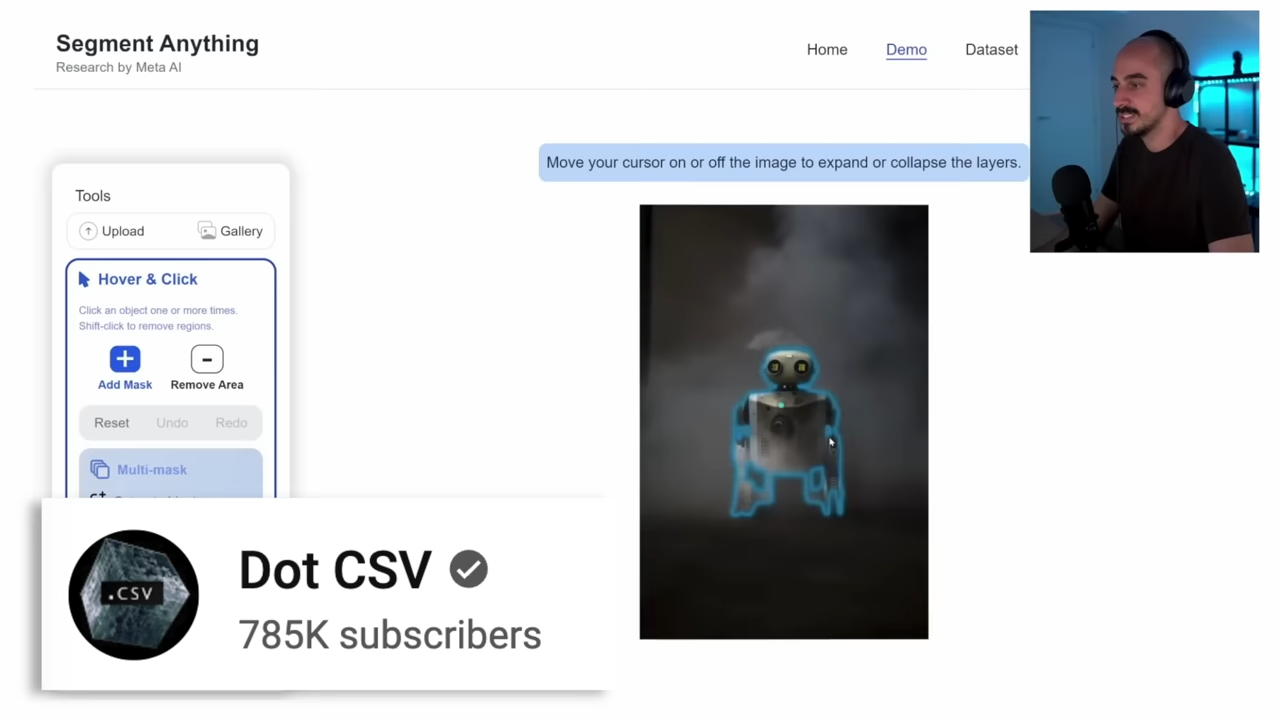 Segment Anything
Research by Meta AI
Home
Demo
Dataset
Move your cursor on or off the image to expand or collapse the layers.
Tools
Upload
Gallery
Hover & Click
Click an object one or more times.
Shift-click to remove regions.
Add Mask
Remove Area
Reset
Undo
Redo
Multi-mask
.CSV
Dot CSV
785K subscribers